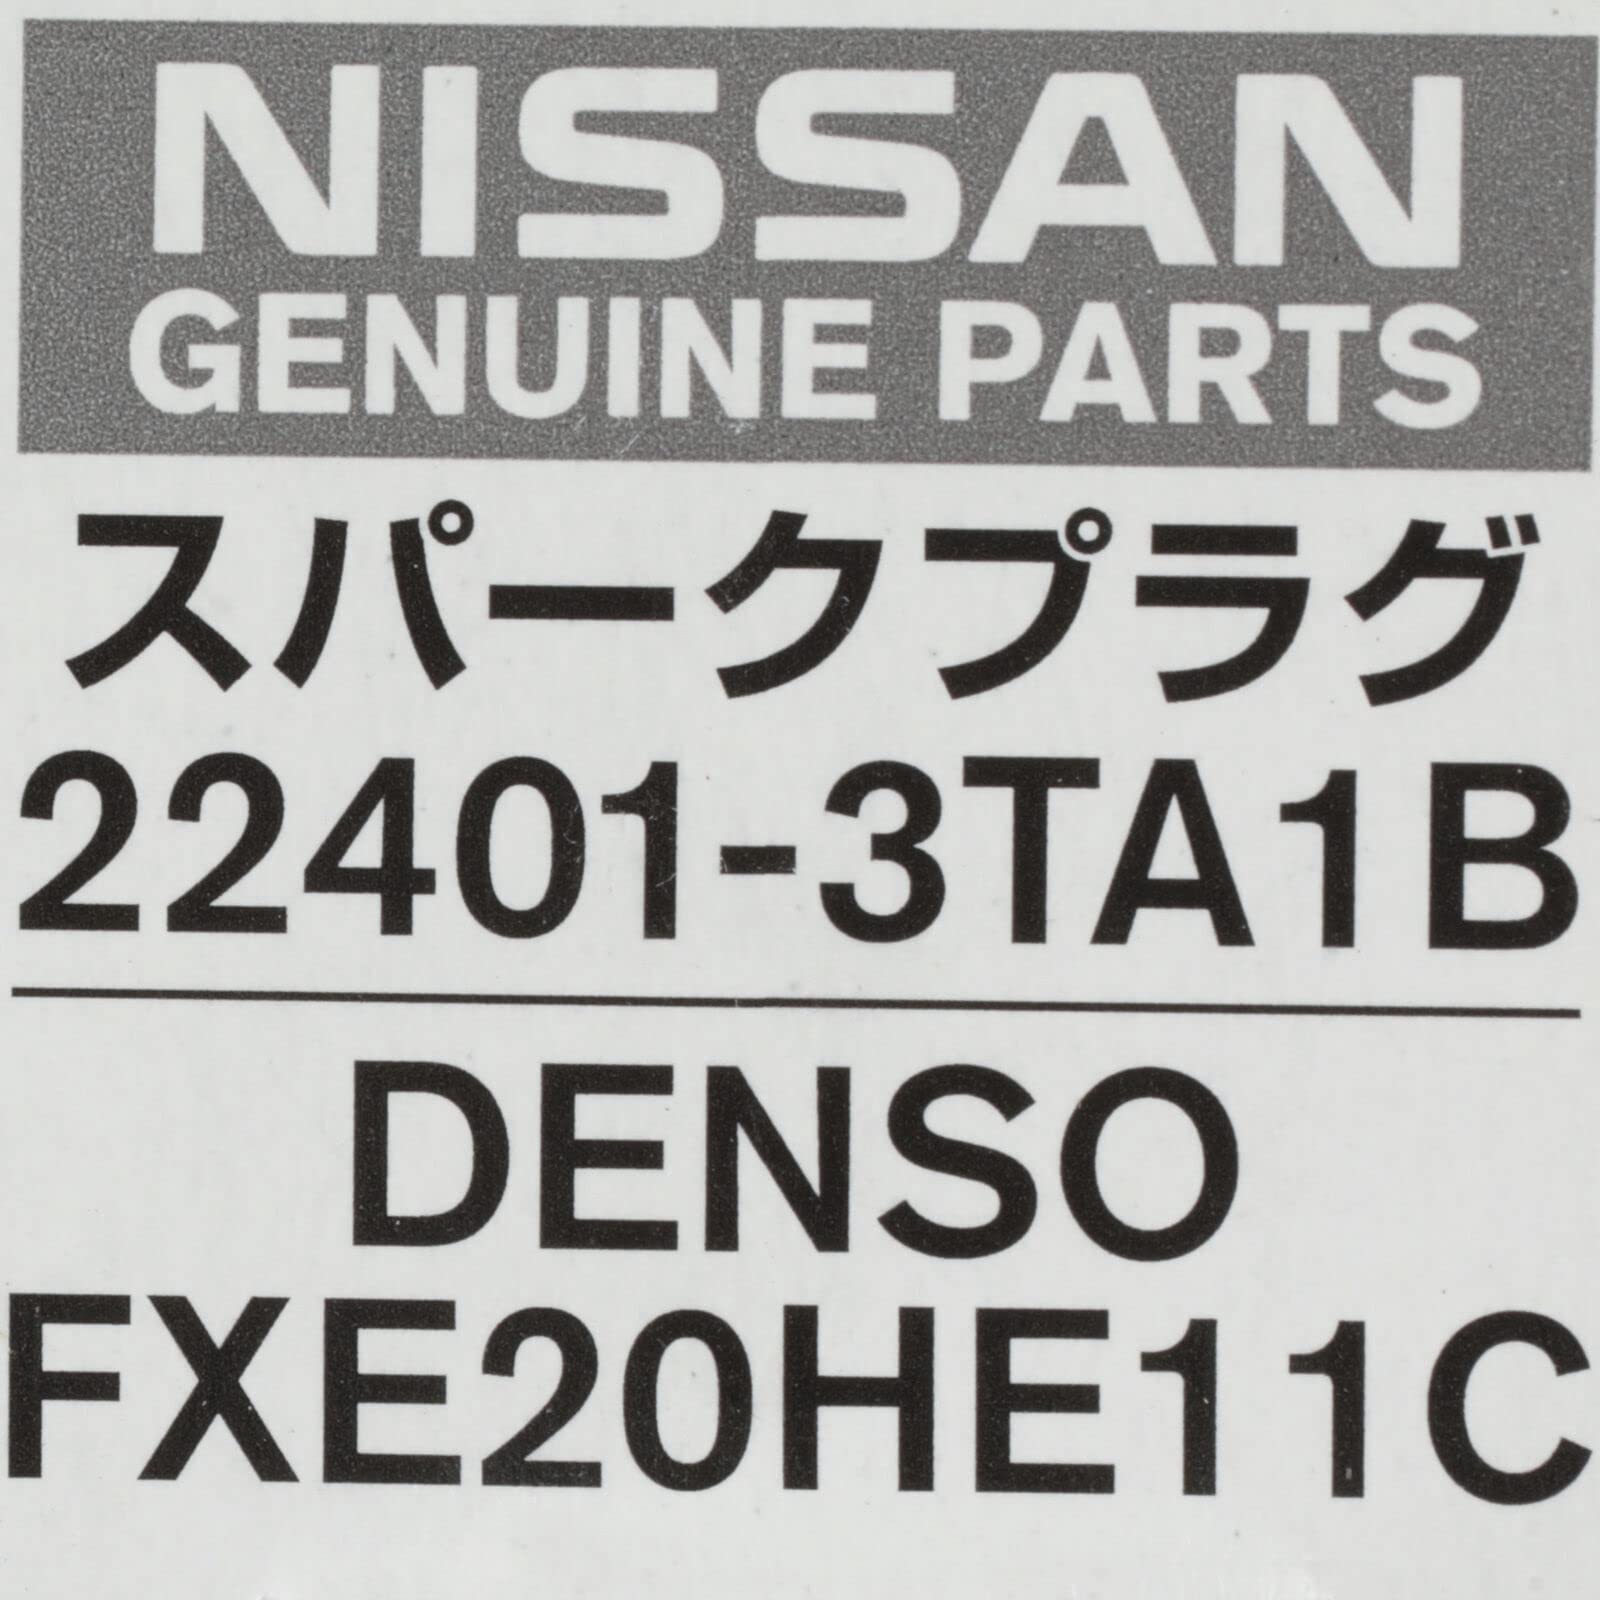 NISSAN
GENUINE PARTS
スパークプラグ
22401-3TA1B
DENSO
FXE20HE11C